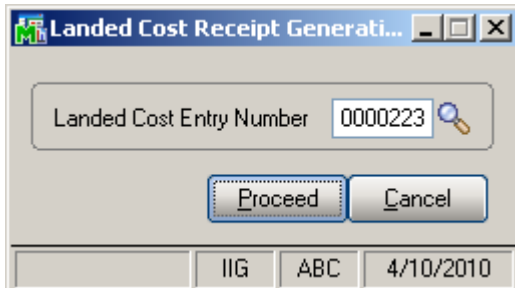 Landed Cost Receipt Generati...
Landed Cost Entry Number 0000223
Proceed Cancel
IIG ABC 4/10/2010